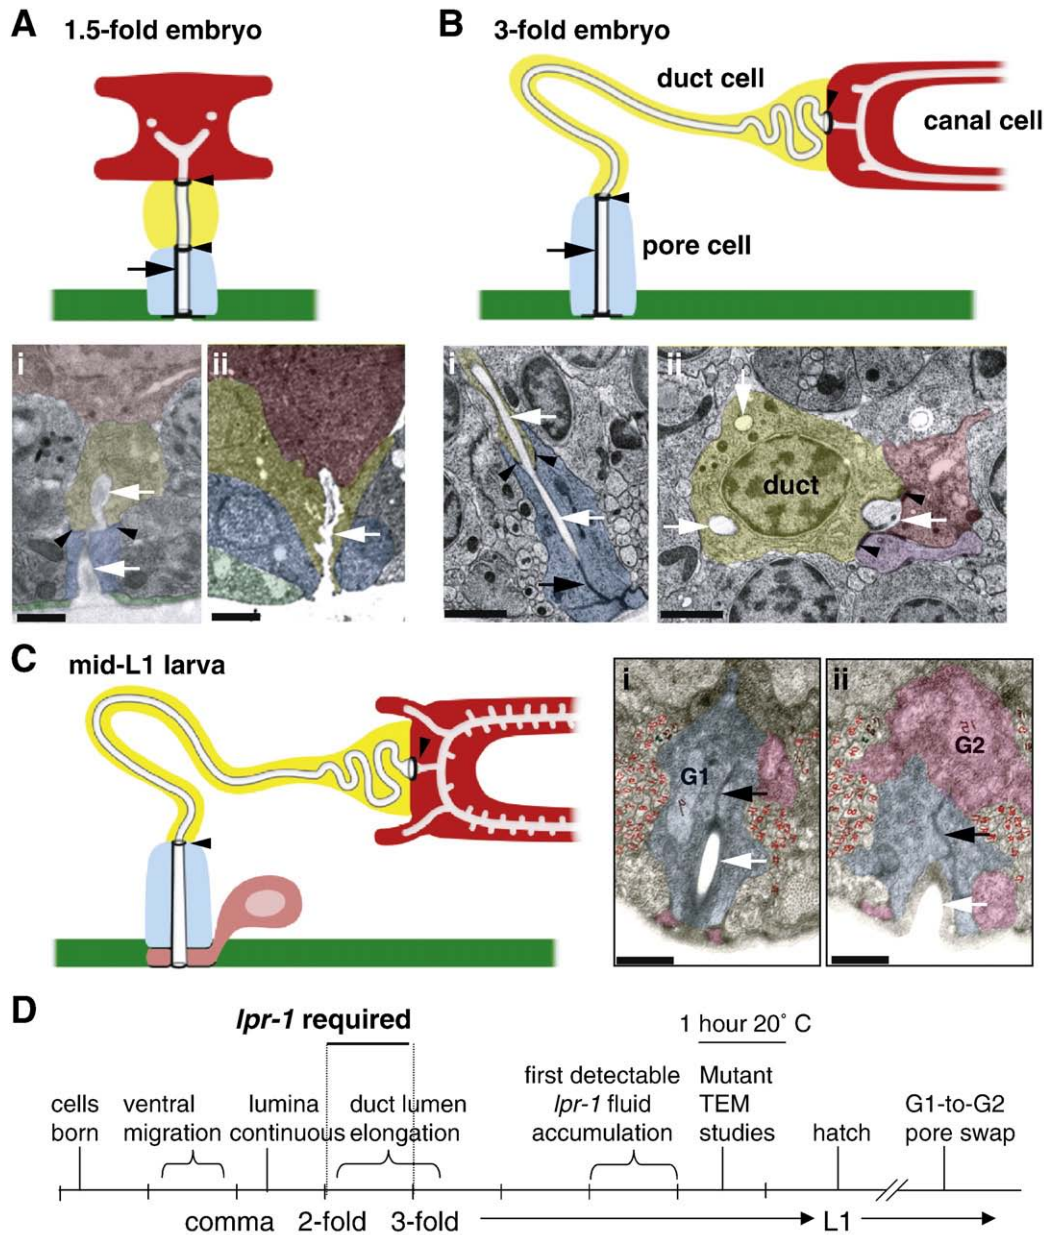 A 1.5-fold embryo
B 3-fold embryo
duct cell
canal cell
pore cell
i
ii
i
ii
duct
C mid-L1 larva
i
G1
ii
G2
D
lpr-1 required
1 hour 20° C
cells
born
ventral
migration
lumina
continuous
duct lumen
elongation
first detectable
lpr-1 fluid
accumulation
Mutant
TEM
studies
hatch
G1-to-G2
pore swap
comma 2-fold 3-fold L1